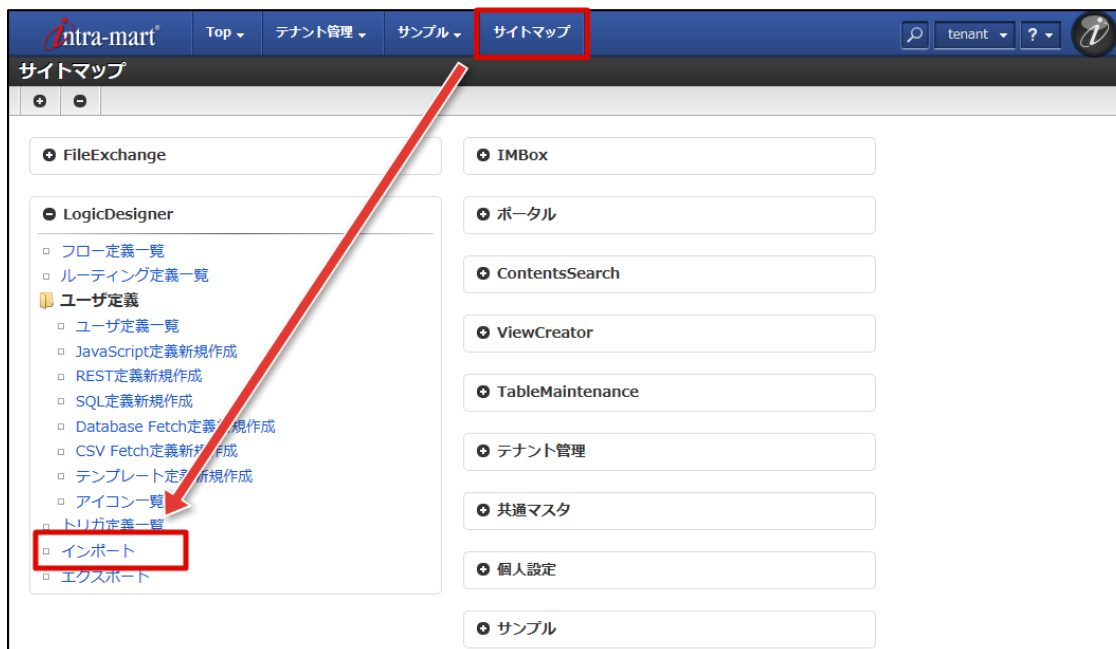 intra-mart® Top テナント管理 サンプル サイトマップ tenant ?
サイトマップ
FileExchange
LogicDesigner
フロー定義一覧
ルーティング定義一覧
ユーザ定義
ユーザ定義一覧
JavaScript定義新規作成
REST定義新規作成
SQL定義新規作成
Database Fetch定義新規作成
CSV Fetch定義新規作成
テンプレート定義新規作成
アイコン一覧
トリガ定義一覧
インポート
エクスポート
IMBox
ポータル
ContentsSearch
ViewCreator
TableMaintenance
テナント管理
共通マスタ
個人設定
サンプル